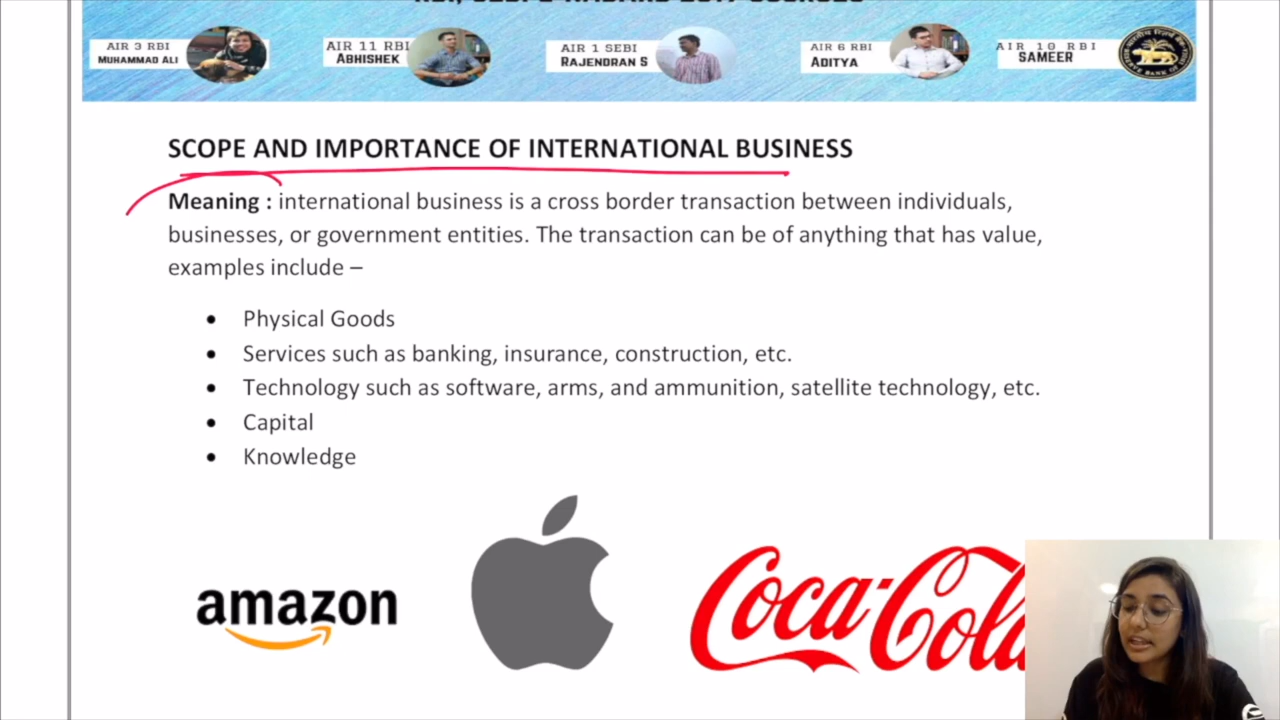 AIR 3 RBI
MUHAMMAD ALI
AIR 11 RBI
ABHISHEK
AIR 1 SEBI
RAJENDRAN S
AIR 6 RBI
ADITYA
AIR 10 RBI
SAMEER
SCOPE AND IMPORTANCE OF INTERNATIONAL BUSINESS
Meaning : international business is a cross border transaction between individuals,
businesses, or government entities. The transaction can be of anything that has value,
examples include –
• Physical Goods
• Services such as banking, insurance, construction, etc.
• Technology such as software, arms, and ammunition, satellite technology, etc.
• Capital
• Knowledge
amazon
Coca-Cola